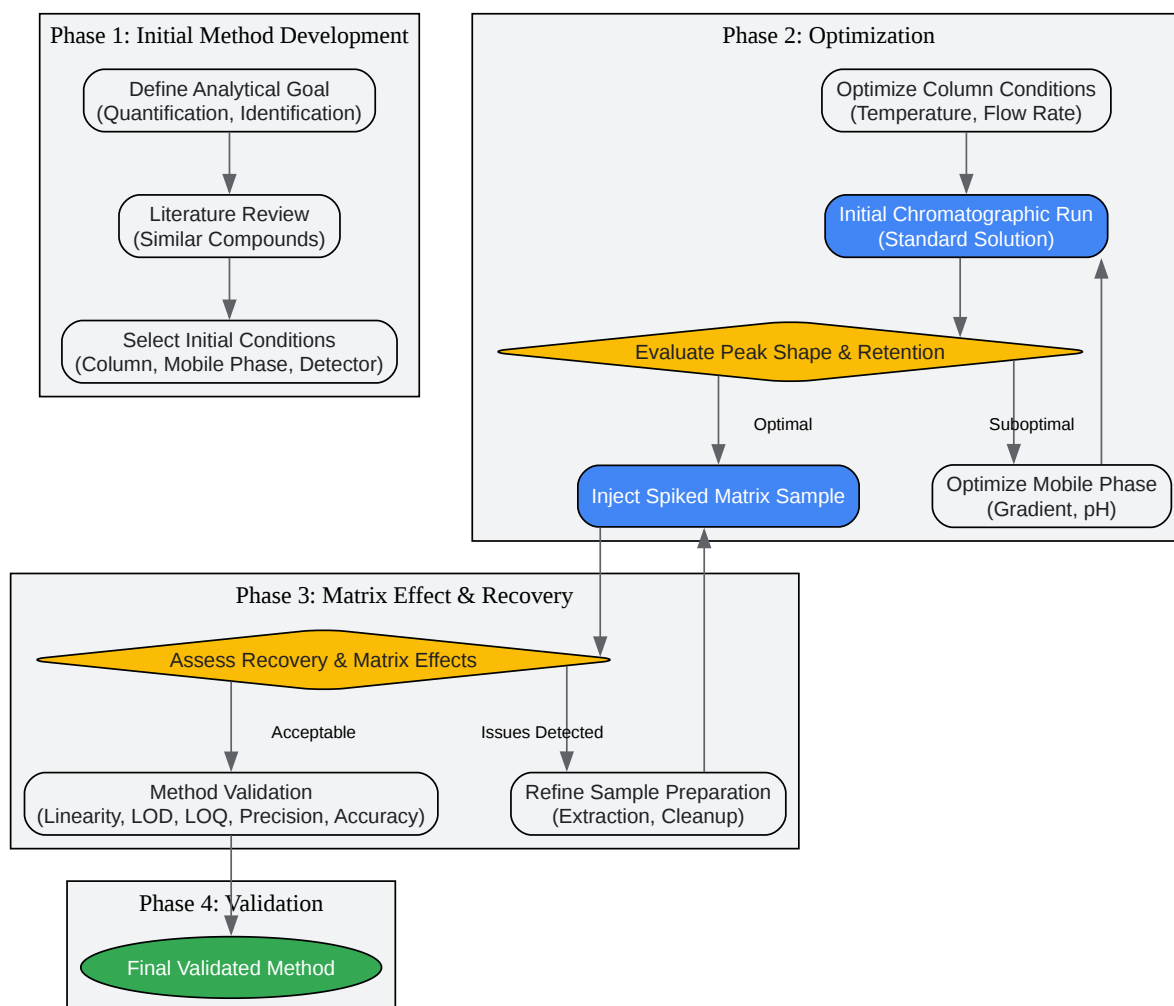 Phase 1: Initial Method Development
Define Analytical Goal
(Quantification, Identification)
Literature Review
(Similar Compounds)
Select Initial Conditions
(Column, Mobile Phase, Detector)
Phase 2: Optimization
Optimize Column Conditions
(Temperature, Flow Rate)
Initial Chromatographic Run
(Standard Solution)
Evaluate Peak Shape & Retention
Optimal
Suboptimal
Inject Spiked Matrix Sample
Optimize Mobile Phase
(Gradient, pH)
Phase 3: Matrix Effect & Recovery
Assess Recovery & Matrix Effects
Acceptable
Issues Detected
Method Validation
(Linearity, LOD, LOQ, Precision, Accuracy)
Refine Sample Preparation
(Extraction, Cleanup)
Phase 4: Validation
Final Validated Method